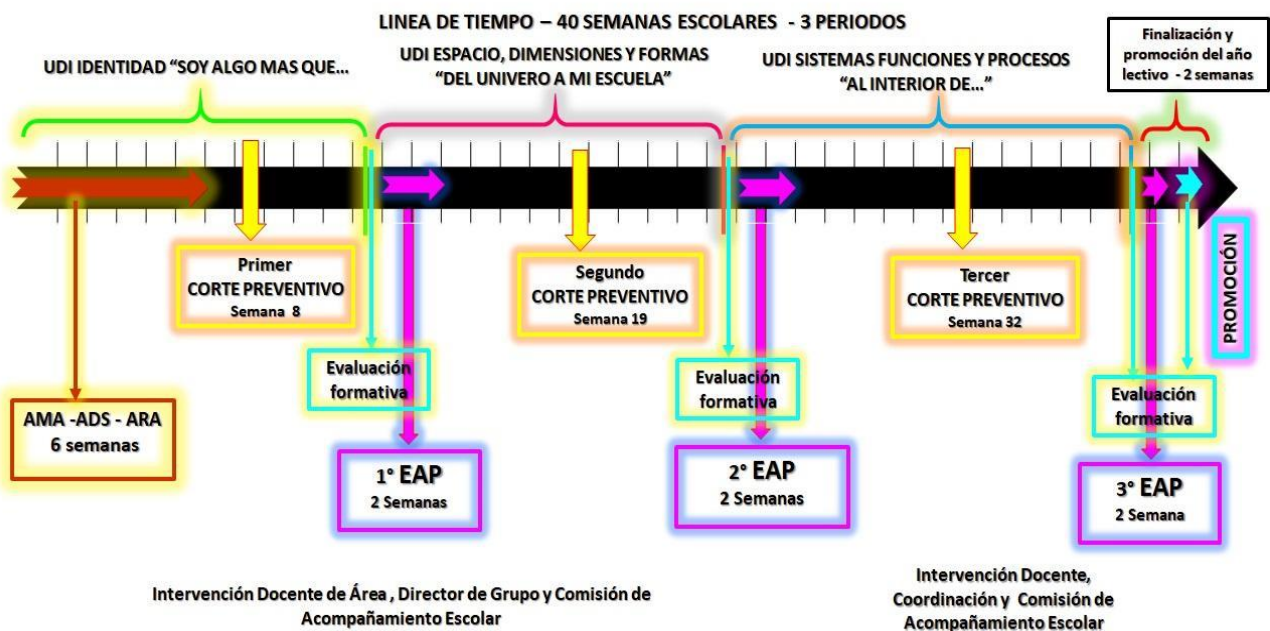 LINEA DE TIEMPO – 40 SEMANAS ESCOLARES - 3 PERIODOS
UDI IDENTIDAD “SOY ALGO MAS QUE...
UDI ESPACIO, DIMENSIONES Y FORMAS
“DEL UNIVERO A MI ESCUELA”
UDI SISTEMAS FUNCIONES Y PROCESOS
“AL INTERIOR DE...”
Finalización y
promoción del año
lectivo - 2 semanas
Primer
CORTE PREVENTIVO
Semana 8
Segundo
CORTE PREVENTIVO
Semana 19
Tercer
CORTE PREVENTIVO
Semana 32
PROMOCIÓN
AMA -ADS - ARA
6 semanas
Evaluación
formativa
Evaluación
formativa
Evaluación
formativa
1° EAP
2 Semanas
2° EAP
2 Semanas
3° EAP
2 Semana
Intervención Docente de Área , Director de Grupo y Comisión de
Acompañamiento Escolar
Intervención Docente,
Coordinación y Comisión de
Acompañamiento Escolar